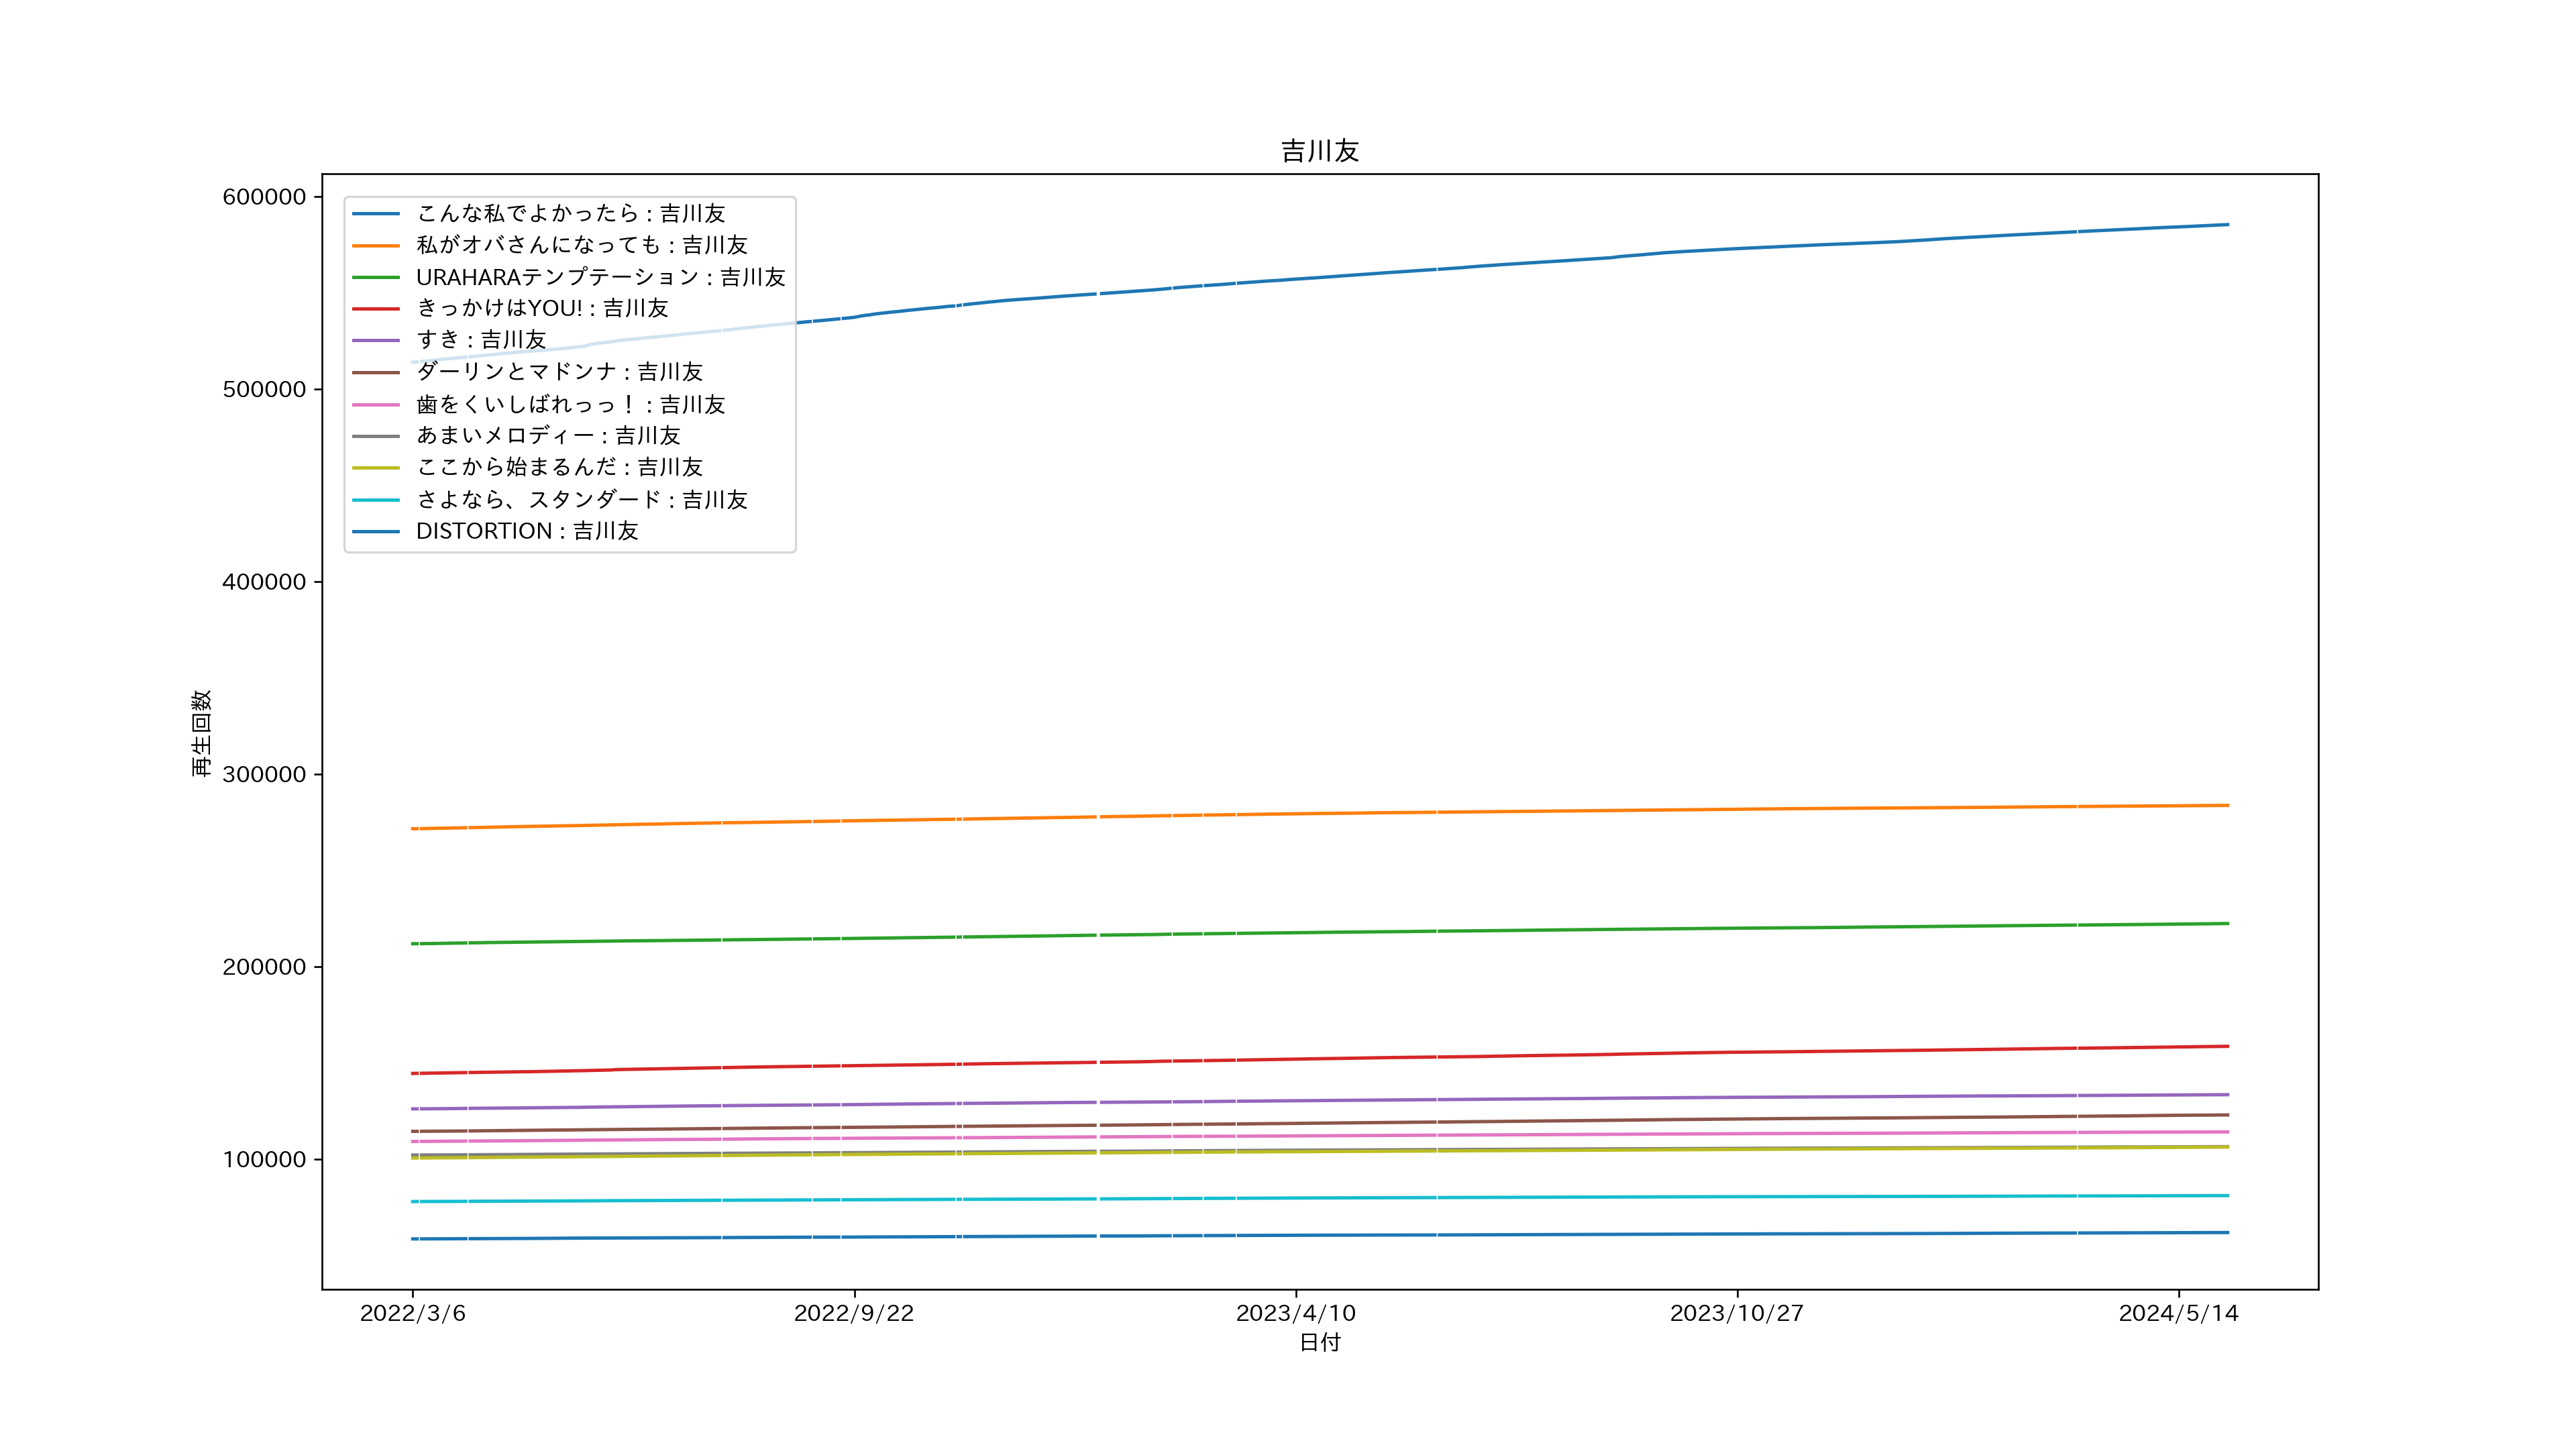 吉川友
600000
500000
400000
300000
200000
100000
再生回数
こんな私でよかったら : 吉川友
私がオバさんになっても : 吉川友
URAHARAテンプテーション : 吉川友
きっかけはYOU! : 吉川友
すき : 吉川友
ダーリンとマドンナ : 吉川友
歯をくいしばれっっ！ : 吉川友
あまいメロディー : 吉川友
ここから始まるんだ : 吉川友
さよなら、スタンダード : 吉川友
DISTORTION : 吉川友
2022/3/6
2022/9/22
2023/4/10
2023/10/27
2024/5/14
日付